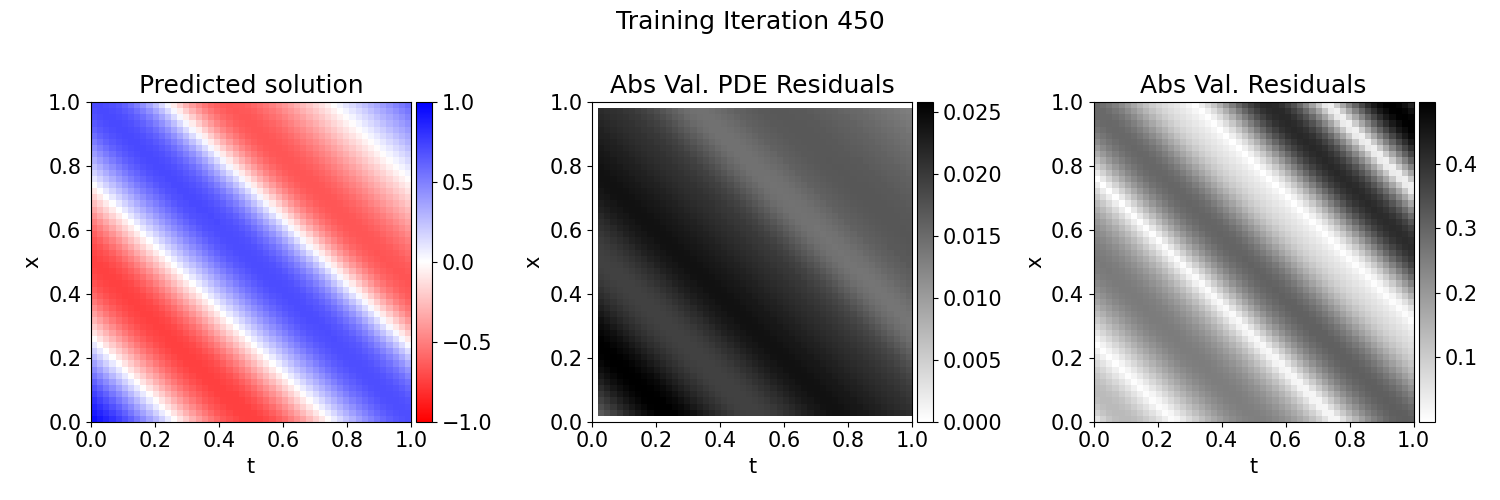 Training Iteration 450
Predicted solution
1.0
0.8
0.6
0.4
0.2
0.0
x
0.0 0.2 0.4 0.6 0.8 1.0
t
1.0
0.5
0.0
−0.5
−1.0
Abs Val. PDE Residuals
1.0
0.8
0.6
0.4
0.2
0.0
x
0.0 0.2 0.4 0.6 0.8 1.0
t
0.025
0.020
0.015
0.010
0.005
0.000
Abs Val. Residuals
1.0
0.8
0.6
0.4
0.2
0.0
x
0.0 0.2 0.4 0.6 0.8 1.0
t
0.4
0.3
0.2
0.1